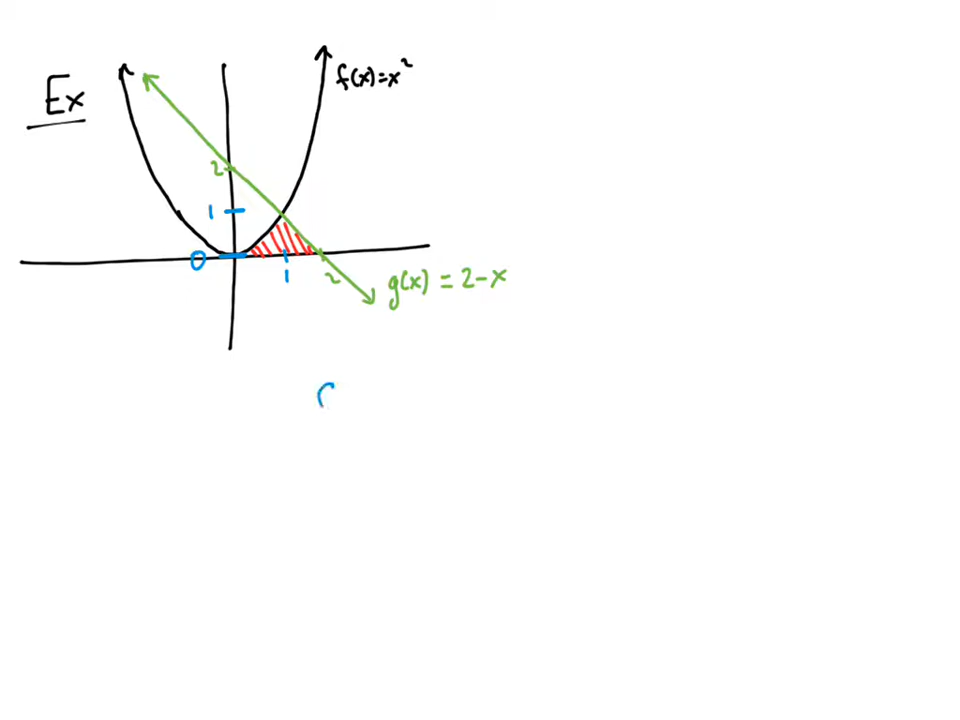 Ex
f(x)=x²
2
1
0
1
2
g(x) = 2-x